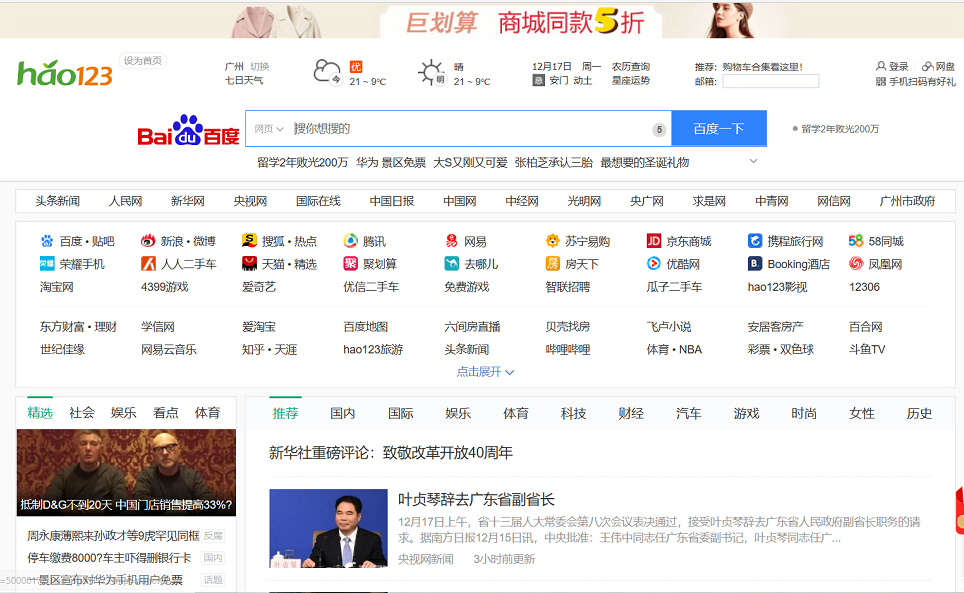 巨划算 商城同款5折
hao123 设为首页
广州 切换
七日天气
今 优 21 ~ 9℃
明 晴 21 ~ 9℃
12月17日 周一 农历查询
忌 安门 动土 星座运势
推荐: 购物车合集看这里！
邮箱:
登录 网盘
手机扫码有好礼
Bai du 百度 网页 搜你想搜的 5 百度一下 留学2年败光200万
留学2年败光200万 华为 景区免票 大S又刚又可爱 张柏芝承认三胎 最想要的圣诞礼物
头条新闻 人民网 新华网 央视网 国际在线 中国日报 中国网 中经网 光明网 央广网 求是网 中青网 网信网 广州市政府
百度 • 贴吧 新浪 • 微博 搜狐 • 热点 腾讯 网易 苏宁易购 JD 京东商城 携程旅行网 58 58同城
荣耀 荣耀手机 人人二手车 天猫 • 精选 聚 聚划算 去哪儿 房 房天下 优酷网 B. Booking酒店 凤凰网
淘宝网 4399游戏 爱奇艺 优信二手车 免费游戏 智联招聘 瓜子二手车 hao123影视 12306
东方财富 • 理财 学信网 爱淘宝 百度地图 六间房直播 贝壳找房 飞卢小说 安居客房产 百合网
世纪佳缘 网易云音乐 知乎 • 天涯 hao123旅游 头条新闻 哔哩哔哩 体育 • NBA 彩票 • 双色球 斗鱼TV
点击展开
精选 社会 娱乐 看点 体育
抵制D&G不到20天 中国门店销售提高33%?
周永康薄熙来孙政才等9虎罕见同框 反腐
停车缴费8000?车主吓得删银行卡 国内
景区宣布对华为手机用户免票 话题
推荐 国内 国际 娱乐 体育 科技 财经 汽车 游戏 时尚 女性 历史
新华社重磅评论：致敬改革开放40周年
叶贞琴辞去广东省副省长
12月17日上午，省十三届人大常委会第八次会议表决通过，接受叶贞琴辞去广东省人民政府副省长职务的请
求。据南方日报12月15日讯，中央批准：王伟中同志任广东省委副书记，叶贞琴同志任广...
央视网新闻 3小时前更新